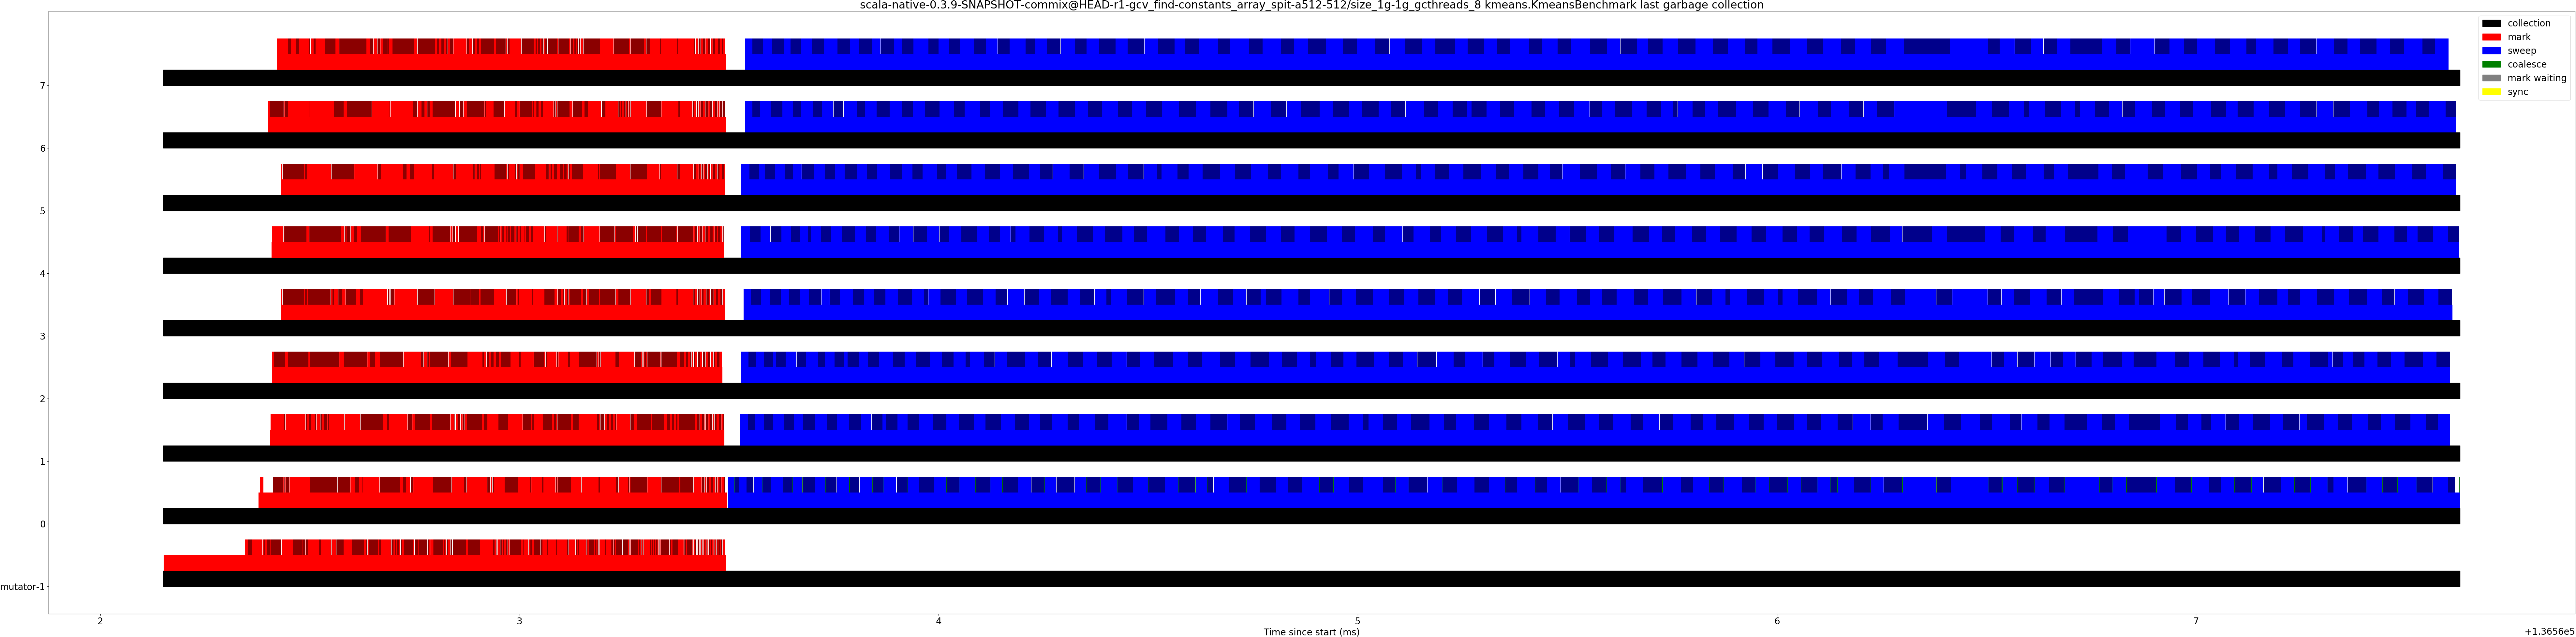 scala-native-0.3.9-SNAPSHOT-commix@HEAD-r1-gcv_find-constants_array_spit-a512-512/size_1g-1g_gcthreads_8 kmeans.KmeansBenchmark last garbage collection
collection
mark
sweep
coalesce
mark waiting
sync
7
6
5
4
3
2
1
0
mutator-1
2 3 4 5 6 7
Time since start (ms)
+1.3656e5